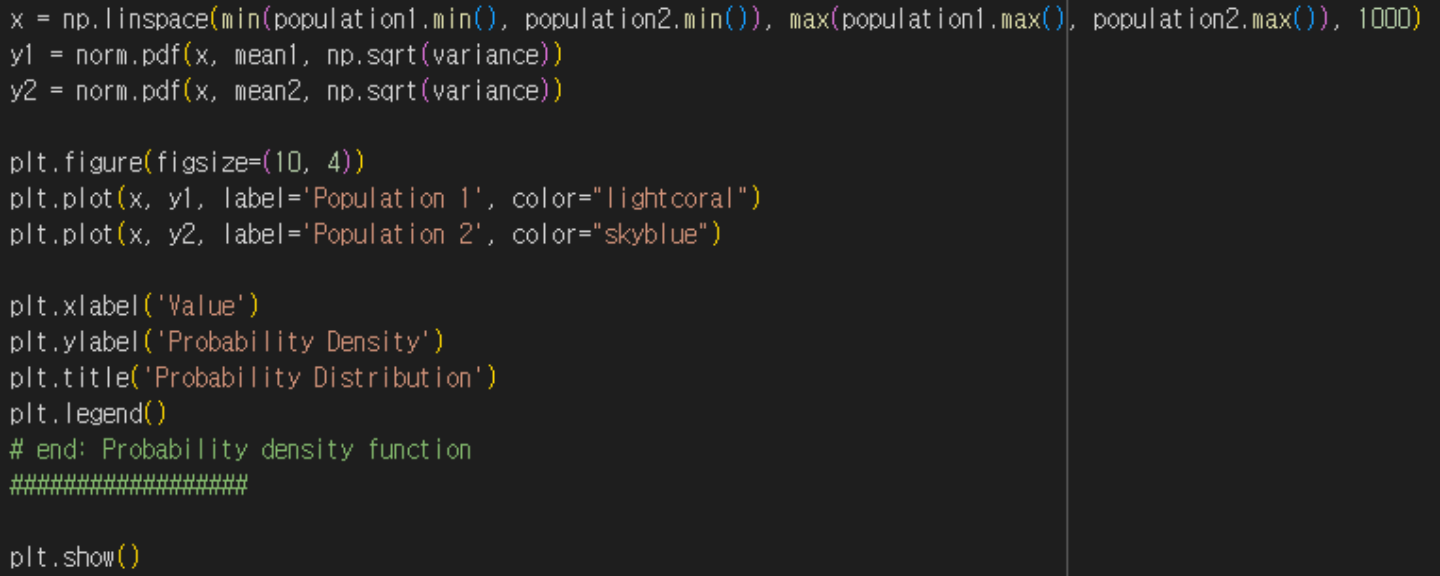 x = np.linspace(min(population1.min(), population2.min()), max(population1.max(), population2.max()), 1000)
y1 = norm.pdf(x, mean1, np.sqrt(variance))
y2 = norm.pdf(x, mean2, np.sqrt(variance))
plt.figure(figsize=(10, 4))
plt.plot(x, y1, label='Population 1', color="lightcoral")
plt.plot(x, y2, label='Population 2', color="skyblue")
plt.xlabel('Value')
plt.ylabel('Probability Density')
plt.title('Probability Distribution')
plt.legend()
# end: Probability density function
##################
plt.show()